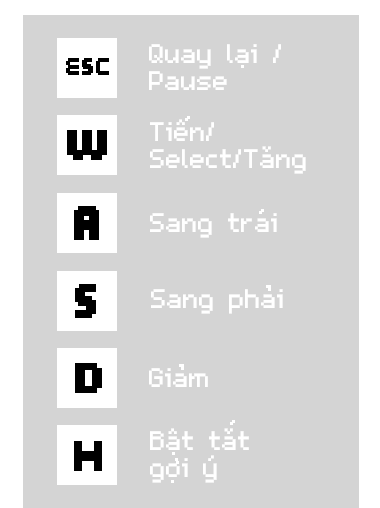 ESC
Quay lại /
Pause
W
Tiến/
Select/Tăng
A
Sang trái
S
Sang phải
D
Giảm
H
Bật tắt
gợi ý